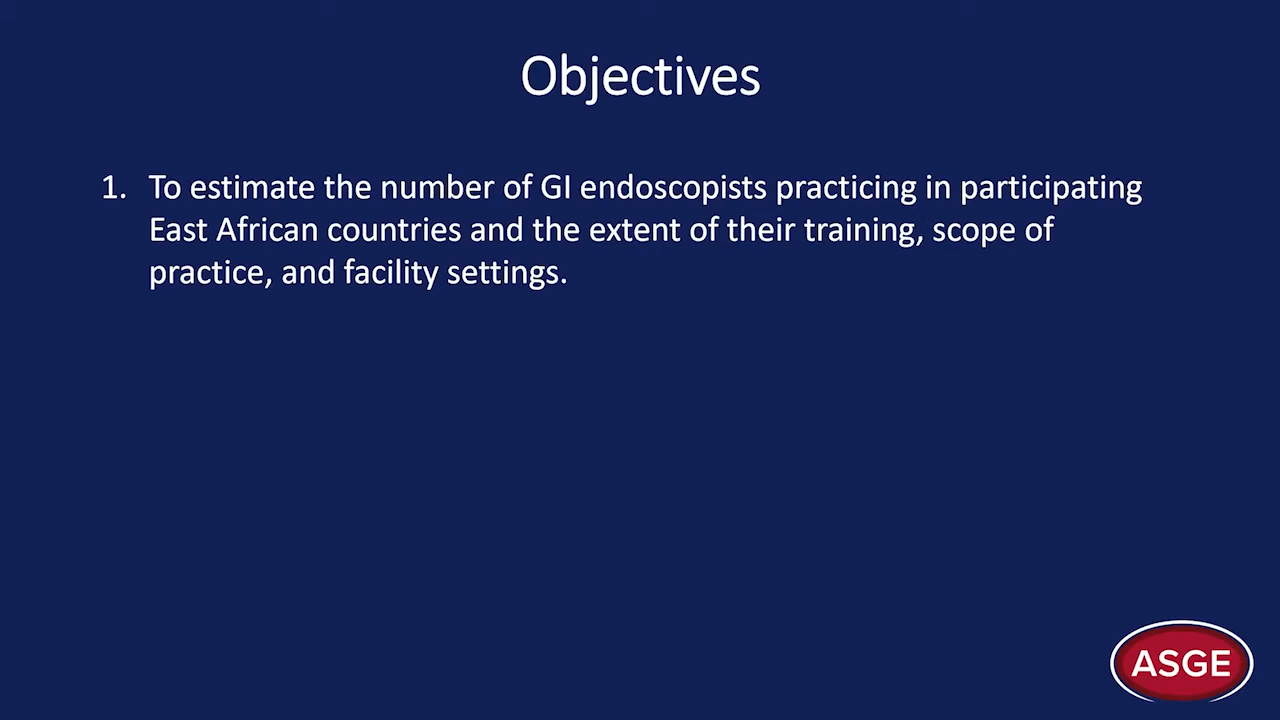 Objectives
1. To estimate the number of GI endoscopists practicing in participating
East African countries and the extent of their training, scope of
practice, and facility settings.
ASGE